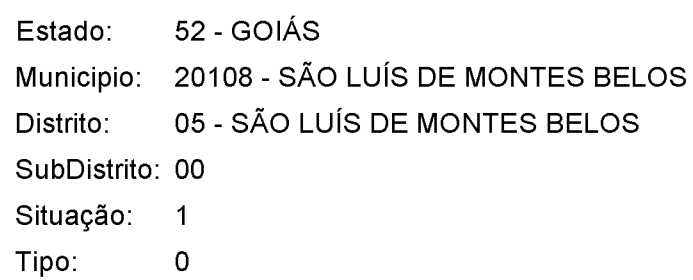 Estado: 52 - GOIÁS
Municipio: 20108 - SÃO LUÍS DE MONTES BELOS
Distrito: 05 - SÃO LUÍS DE MONTES BELOS
SubDistrito: 00
Situação: 1
Tipo: 0